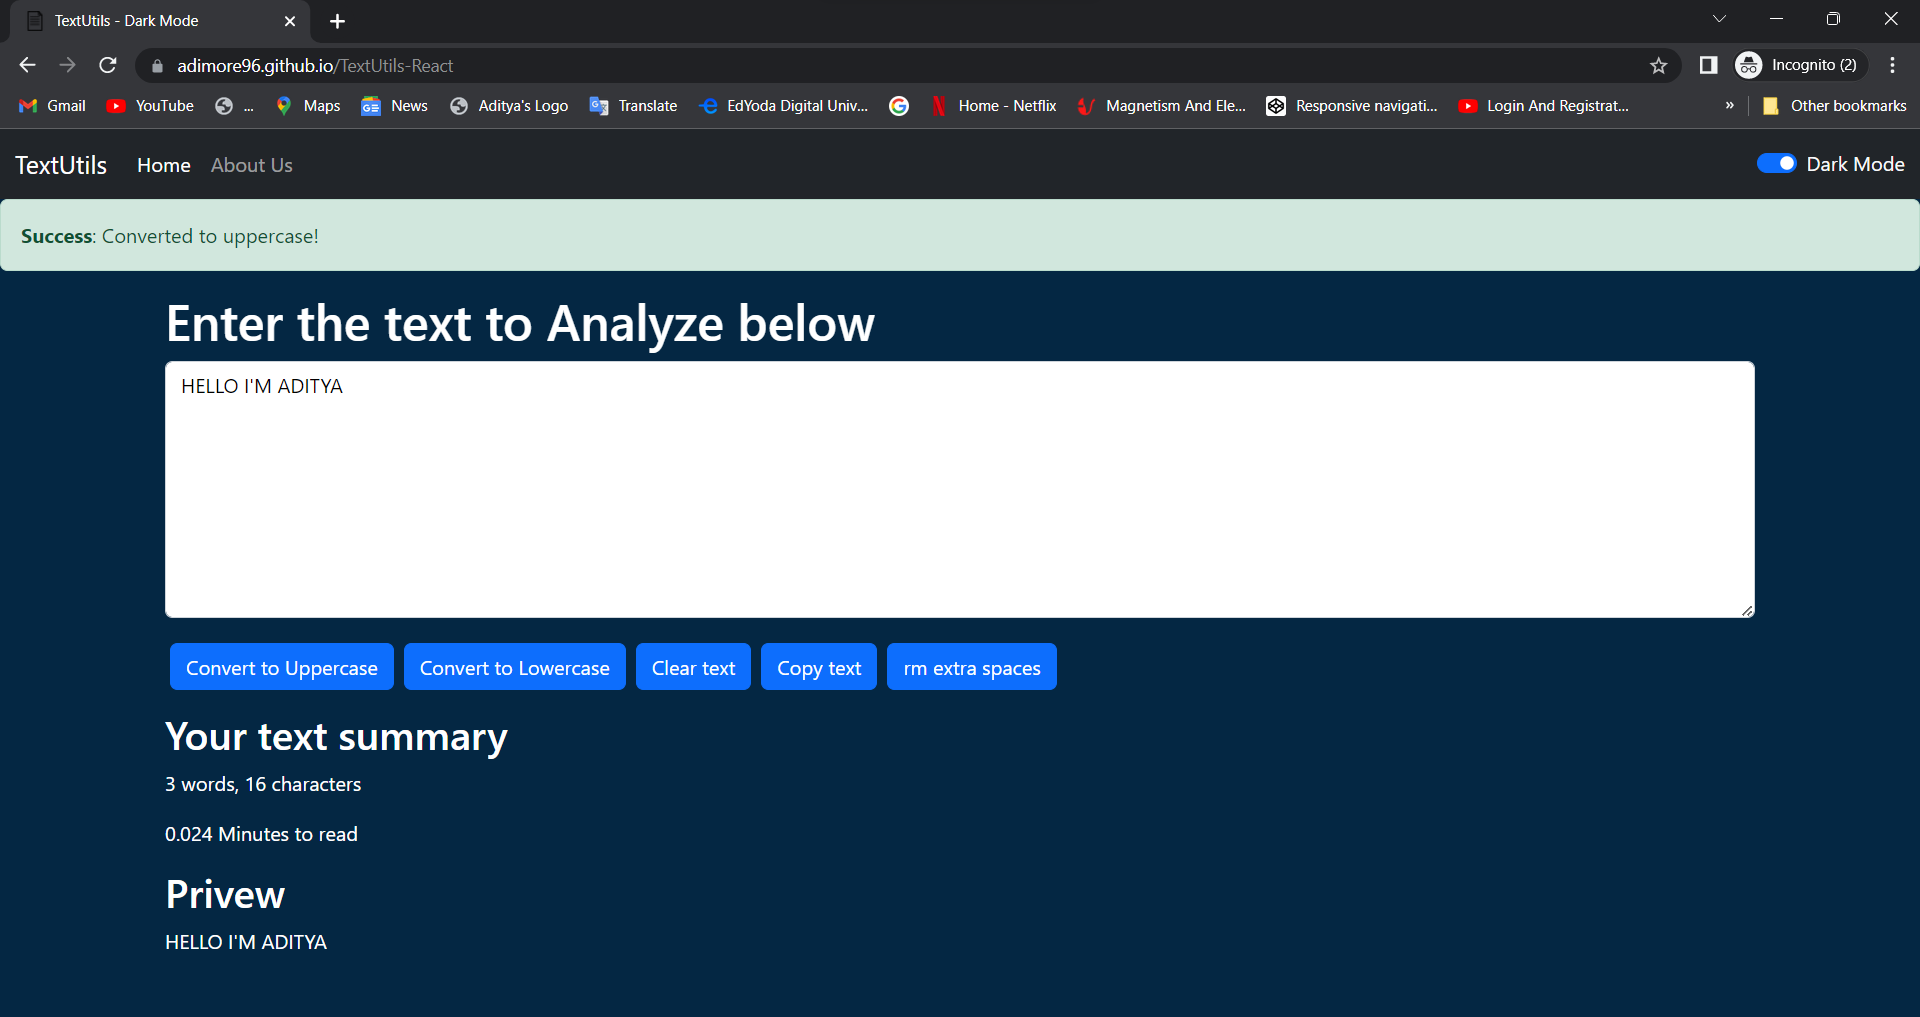 TextUtils - Dark Mode
adimore96.github.io/TextUtils-React
Incognito (2)
Gmail YouTube ... Maps News Aditya's Logo Translate EdYoda Digital Univ... Home - Netflix Magnetism And Ele... Responsive navigati... Login And Registrat... » Other bookmarks
TextUtils Home About Us Dark Mode
Success: Converted to uppercase!
Enter the text to Analyze below
HELLO I'M ADITYA
Convert to Uppercase Convert to Lowercase Clear text Copy text rm extra spaces
Your text summary
3 words, 16 characters
0.024 Minutes to read
Privew
HELLO I'M ADITYA